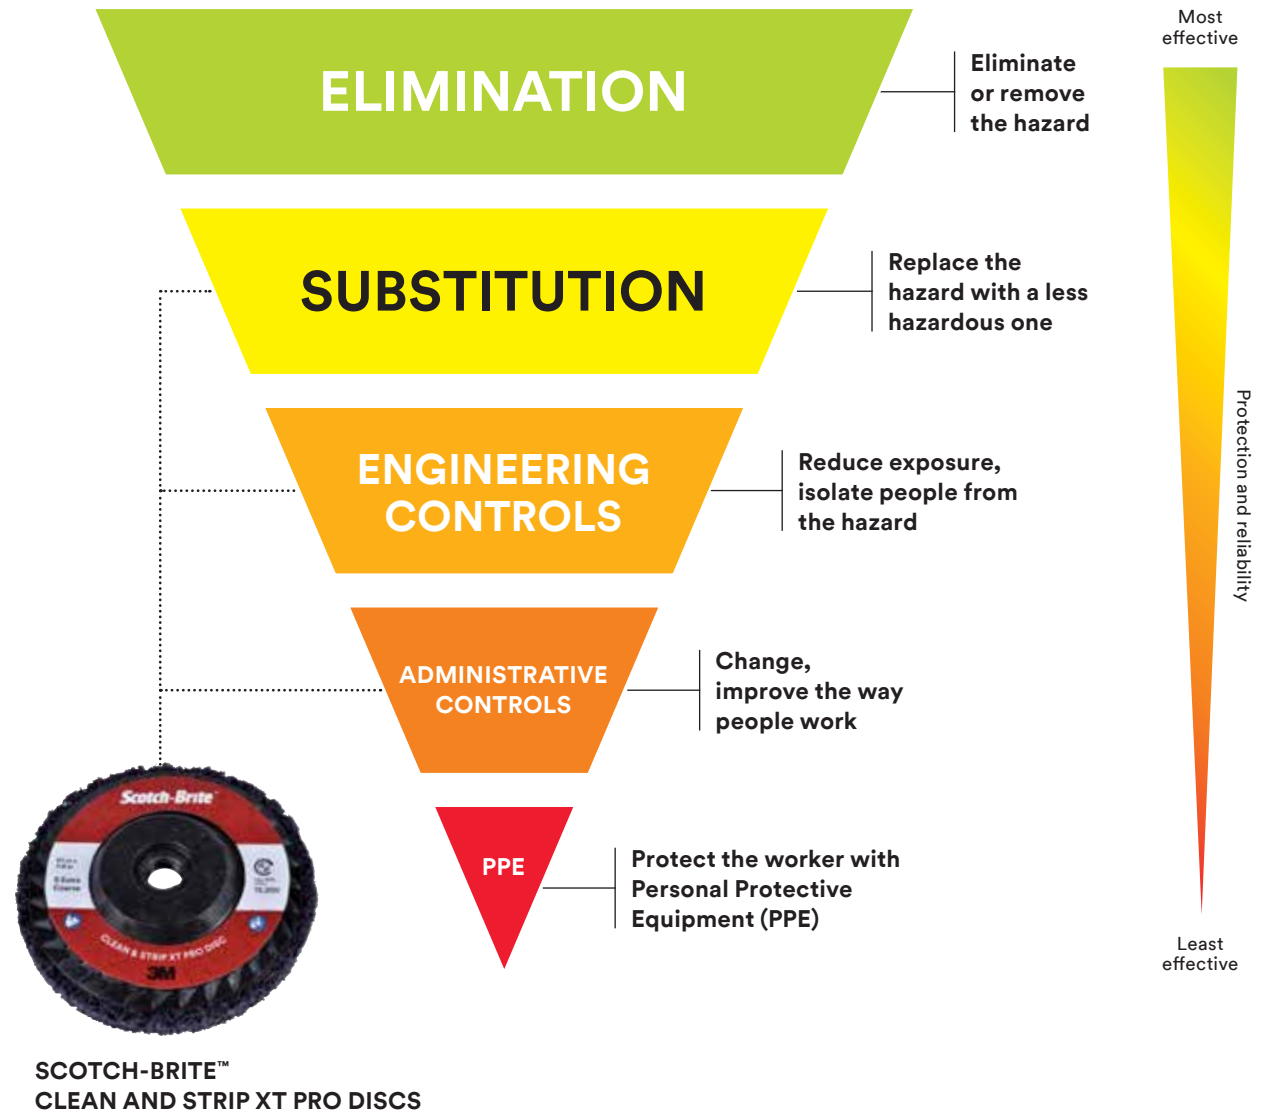 ELIMINATION
Eliminate
or remove
the hazard
Most
effective
SUBSTITUTION
Replace the
hazard with a less
hazardous one
ENGINEERING
CONTROLS
Reduce exposure,
isolate people from
the hazard
Protection and reliability
ADMINISTRATIVE
CONTROLS
Change,
improve the way
people work
PPE
Protect the worker with
Personal Protective
Equipment (PPE)
Least
effective
Scotch-Brite™
S Extra
Coarse
CLEAN & STRIP XT PRO DISC
3M
SCOTCH-BRITE™
CLEAN AND STRIP XT PRO DISCS